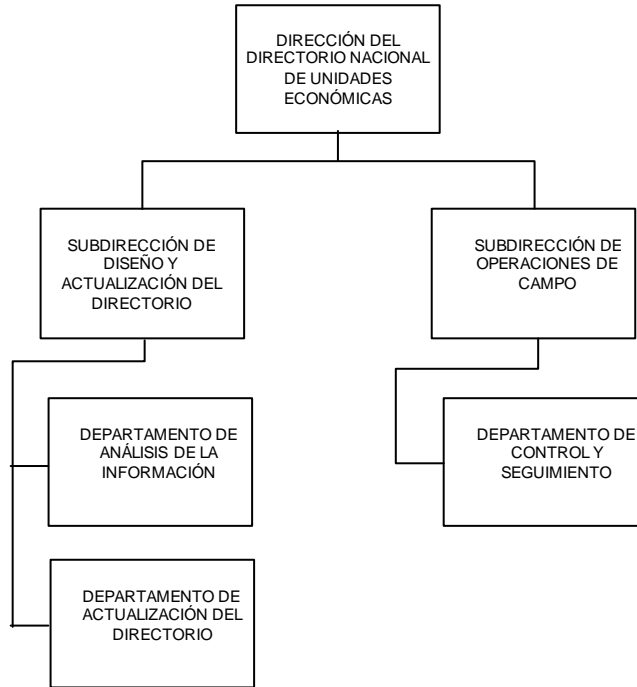 DIRECCIÓN DEL
DIRECTORIO NACIONAL
DE UNIDADES
ECONÓMICAS
SUBDIRECCIÓN DE
DISEÑO Y
ACTUALIZACIÓN DEL
DIRECTORIO
SUBDIRECCIÓN DE
OPERACIONES DE
CAMPO
DEPARTAMENTO DE
ANÁLISIS DE LA
INFORMACIÓN
DEPARTAMENTO DE
CONTROL Y
SEGUIMIENTO
DEPARTAMENTO DE
ACTUALIZACIÓN DEL
DIRECTORIO